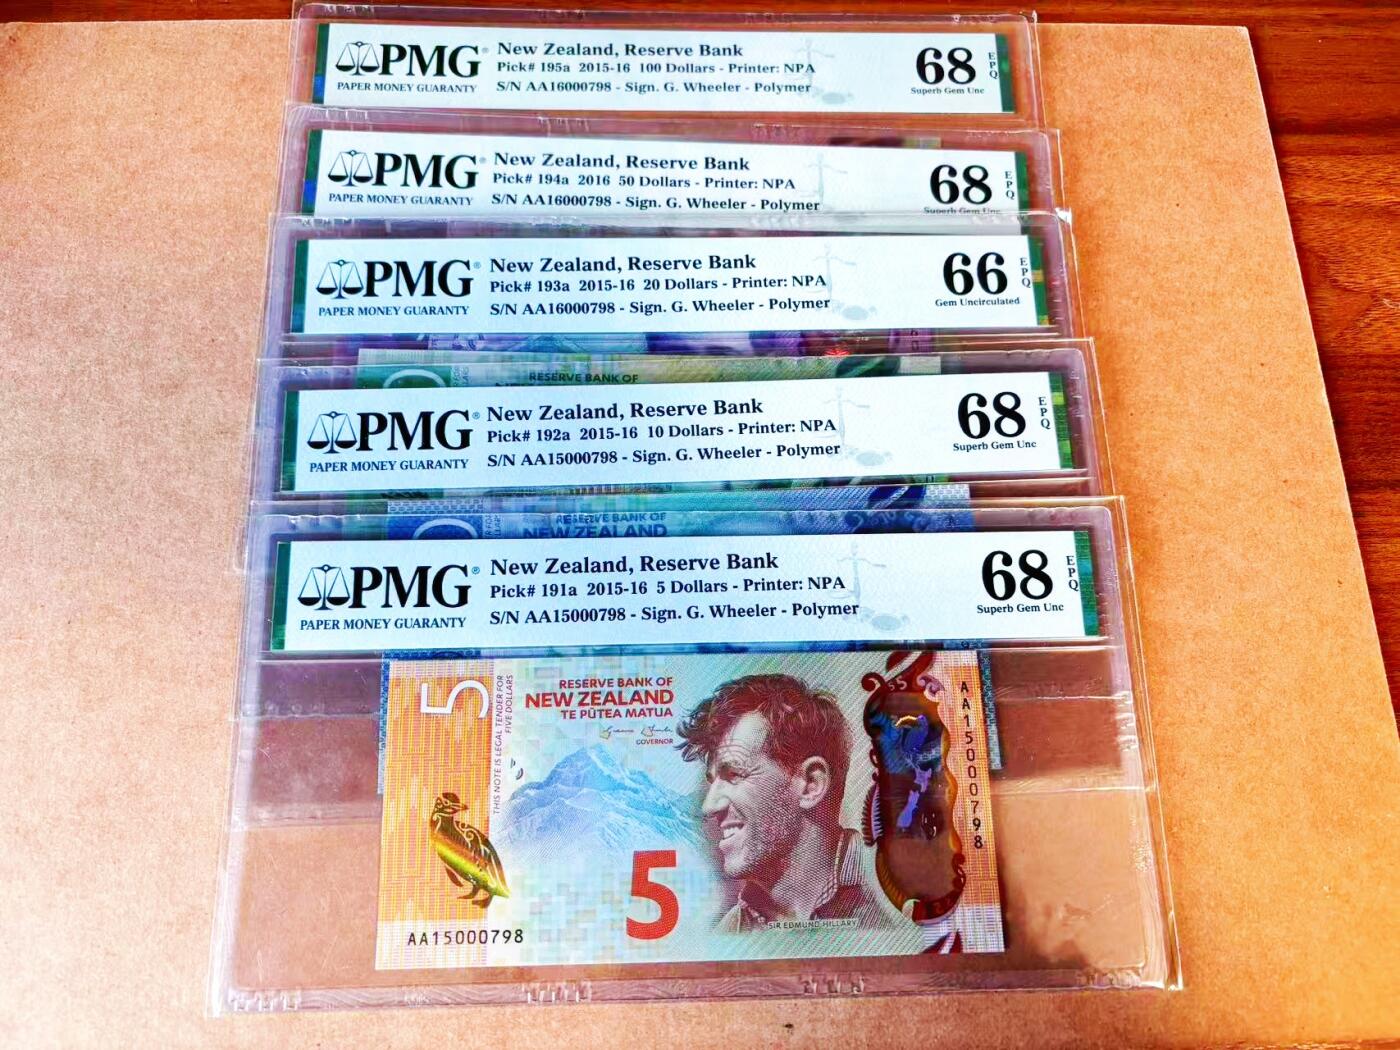 PMG®
PAPER MONEY GUARANTY
New Zealand, Reserve Bank
Pick# 195a 2015-16 100 Dollars - Printer: NPA
S/N AA16000798 - Sign. G. Wheeler - Polymer
68
EPQ
Superb Gem Unc
PMG®
PAPER MONEY GUARANTY
New Zealand, Reserve Bank
Pick# 194a 2016 50 Dollars - Printer: NPA
S/N AA16000798 - Sign. G. Wheeler - Polymer
68
EPQ
Superb Gem Unc
PMG®
PAPER MONEY GUARANTY
New Zealand, Reserve Bank
Pick# 193a 2015-16 20 Dollars - Printer: NPA
S/N AA16000798 - Sign. G. Wheeler - Polymer
66
EPQ
Gem Uncirculated
RESERVE BANK OF
PMG®
PAPER MONEY GUARANTY
New Zealand, Reserve Bank
Pick# 192a 2015-16 10 Dollars - Printer: NPA
S/N AA15000798 - Sign. G. Wheeler - Polymer
68
EPQ
Superb Gem Unc
RESERVE BANK OF
NEW ZEALAND
PMG®
PAPER MONEY GUARANTY
New Zealand, Reserve Bank
Pick# 191a 2015-16 5 Dollars - Printer: NPA
S/N AA15000798 - Sign. G. Wheeler - Polymer
68
EPQ
Superb Gem Unc
5
THIS NOTE IS LEGAL TENDER FOR
FIVE DOLLARS
RESERVE BANK OF
NEW ZEALAND
TE PŪTEA MATUA
GOVERNOR
AA15000798
5
SIR EDMUND HILLARY
AA15000798